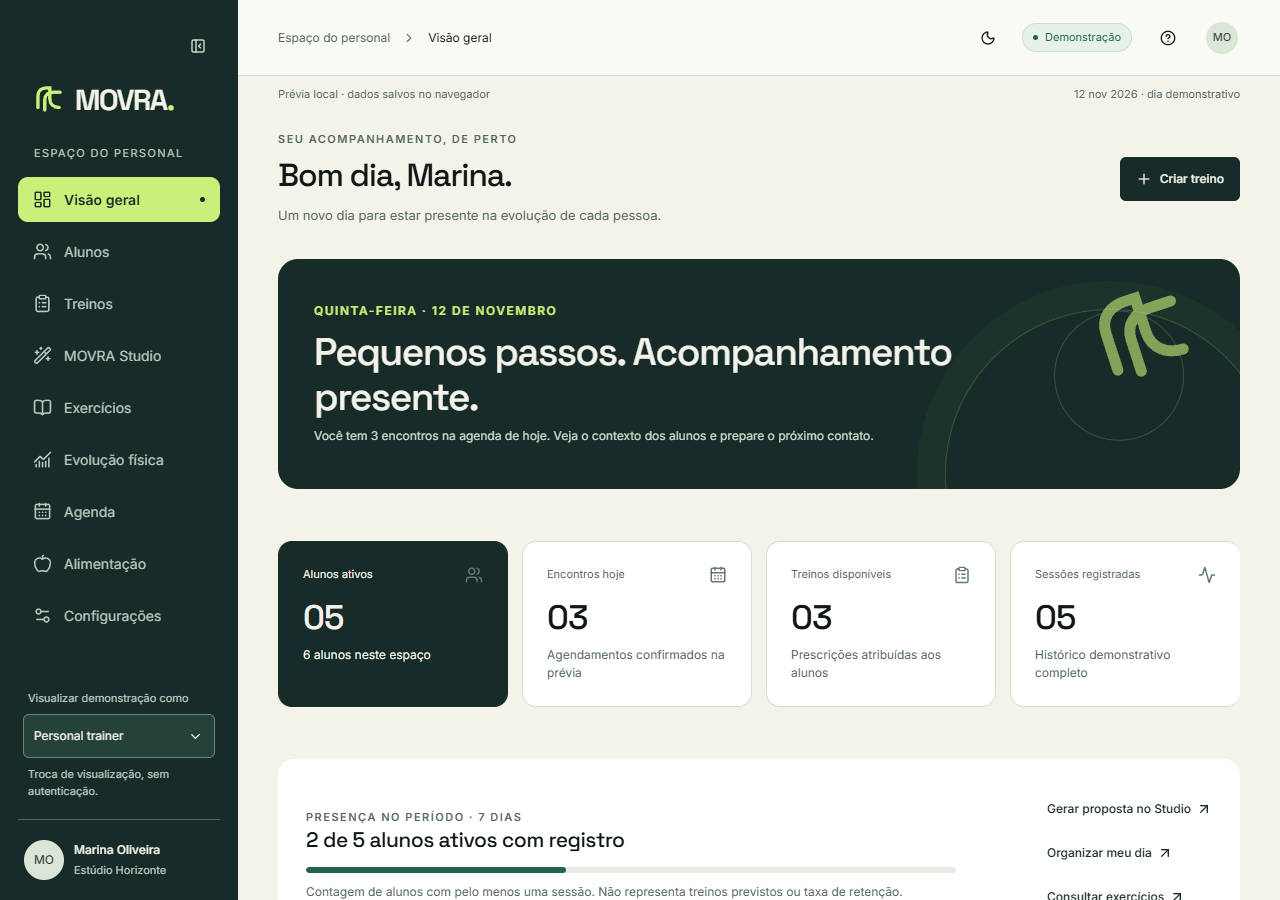 MOVRA.
ESPAÇO DO PERSONAL
Visão geral
Alunos
Treinos
MOVRA Studio
Exercícios
Evolução física
Agenda
Alimentação
Configurações
Visualizar demonstração como
Personal trainer
Troca de visualização, sem
autenticação.
MO
Marina Oliveira
Estúdio Horizonte
Espaço do personal
Visão geral
Demonstração
MO
Prévia local · dados salvos no navegador
12 nov 2026 · dia demonstrativo
SEU ACOMPANHAMENTO, DE PERTO
Bom dia, Marina.
Um novo dia para estar presente na evolução de cada pessoa.
Criar treino
QUINTA-FEIRA · 12 DE NOVEMBRO
Pequenos passos. Acompanhamento
presente.
Você tem 3 encontros na agenda de hoje. Veja o contexto dos alunos e prepare o próximo contato.
Alunos ativos
05
6 alunos neste espaço
Encontros hoje
03
Agendamentos confirmados na
prévia
Treinos disponíveis
03
Prescrições atribuídas aos
alunos
Sessões registradas
05
Histórico demonstrativo
completo
PRESENÇA NO PERÍODO · 7 DIAS
2 de 5 alunos ativos com registro
Contagem de alunos com pelo menos uma sessão. Não representa treinos previstos ou taxa de retenção.
Gerar proposta no Studio
Organizar meu dia
Consultar exercícios